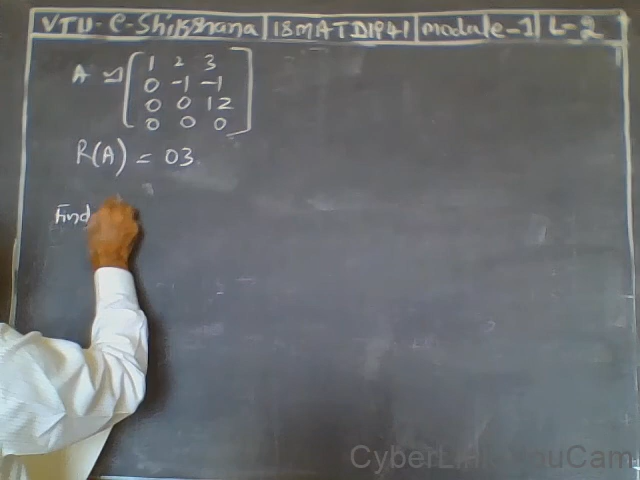 VTU-e-Shikshana 18MATDI941 module-1 L-2
A ~ [1 2 3
0 -1 -1
0 0 12
0 0 0]
R(A) = 03
Find
CyberLink YouCam